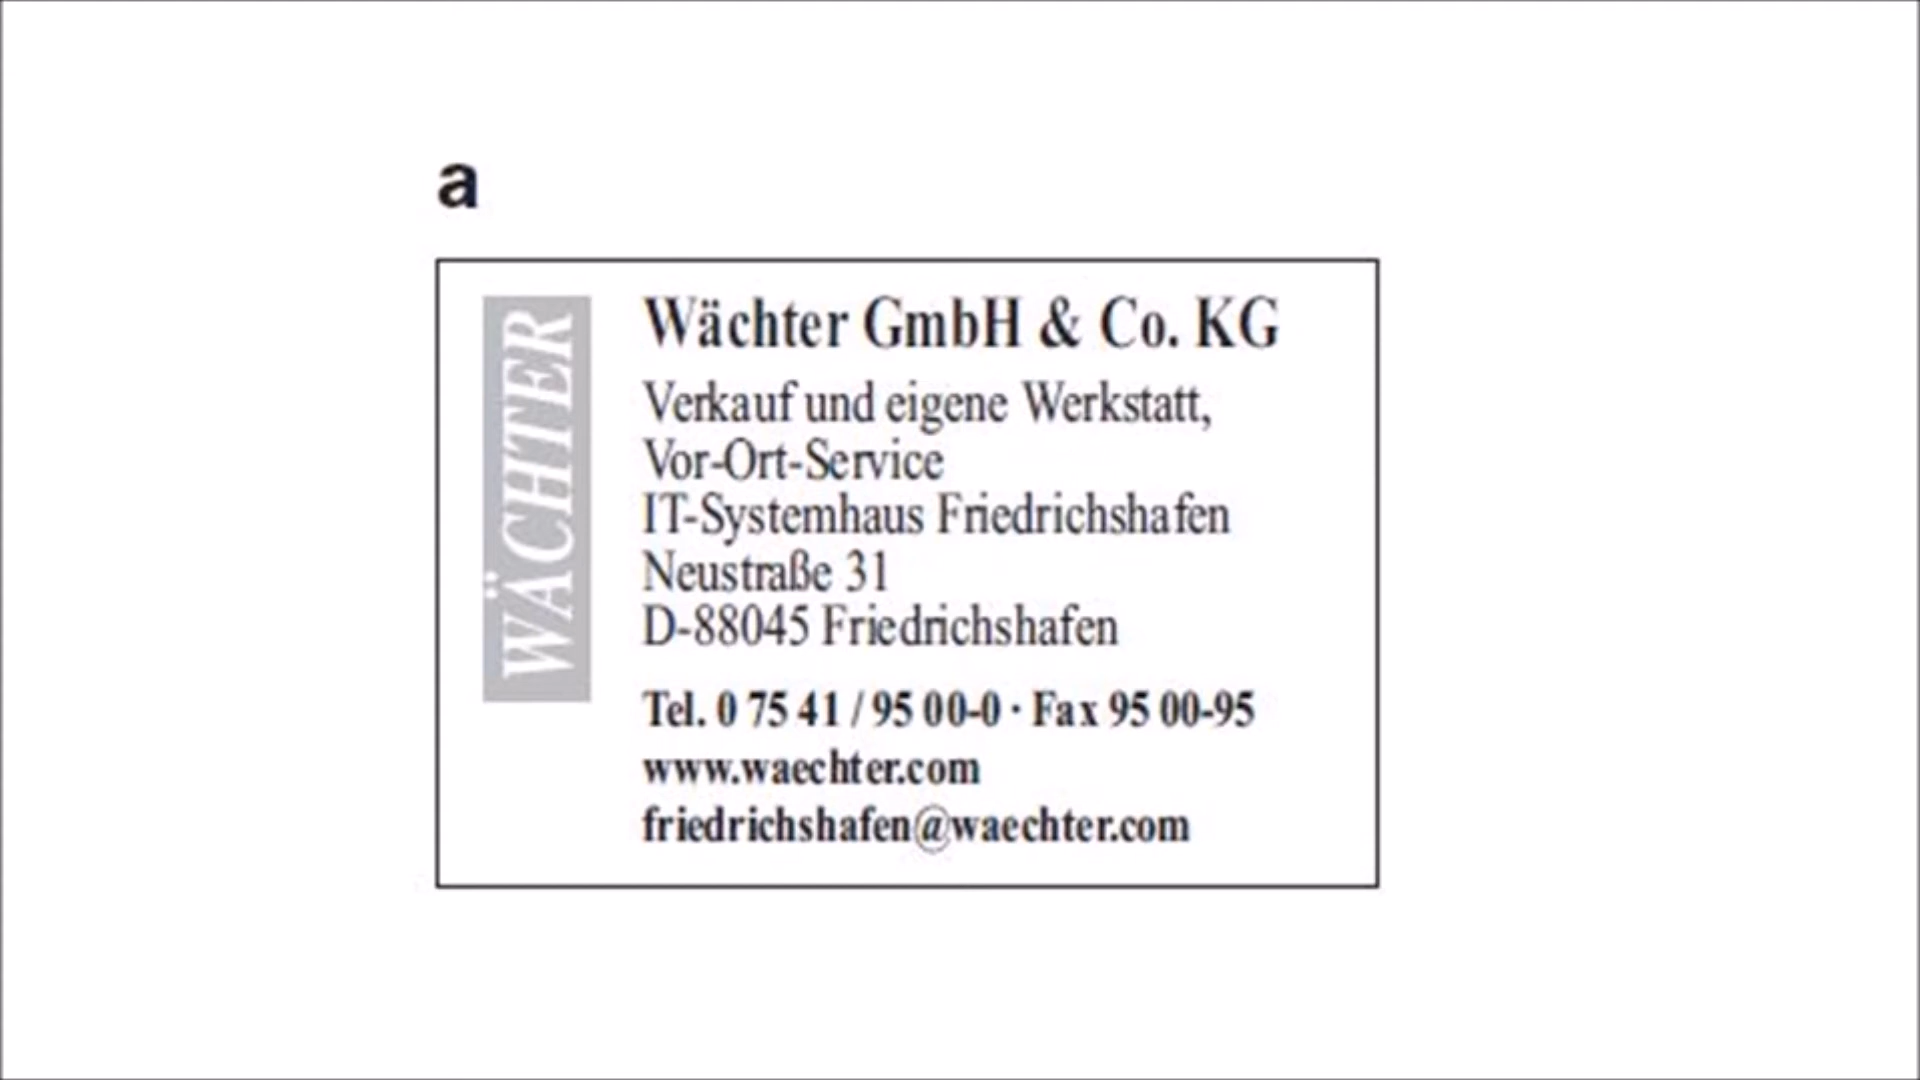 a
WÄCHTER
Wächter GmbH & Co. KG
Verkauf und eigene Werkstatt,
Vor-Ort-Service
IT-Systemhaus Friedrichshafen
Neustraße 31
D-88045 Friedrichshafen
Tel. 0 75 41 / 95 00-0 · Fax 95 00-95
www.waechter.com
friedrichshafen@waechter.com